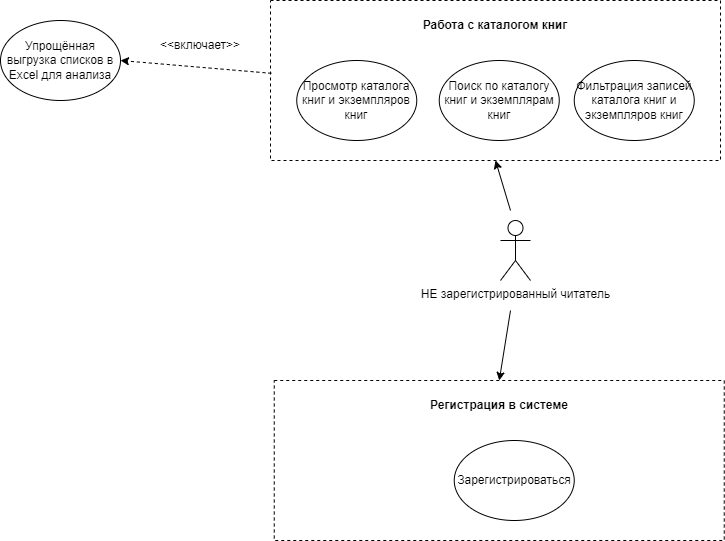 Работа с каталогом книг
Упрощённая
выгрузка списков в
Excel для анализа
<<включает>>
Просмотр каталога
книг и экземпляров
книг
Поиск по каталогу
книг и экземплярам
книг
Фильтрация записей
каталога книг и
экземпляров книг
НЕ зарегистрированный читатель
Регистрация в системе
Зарегистрироваться